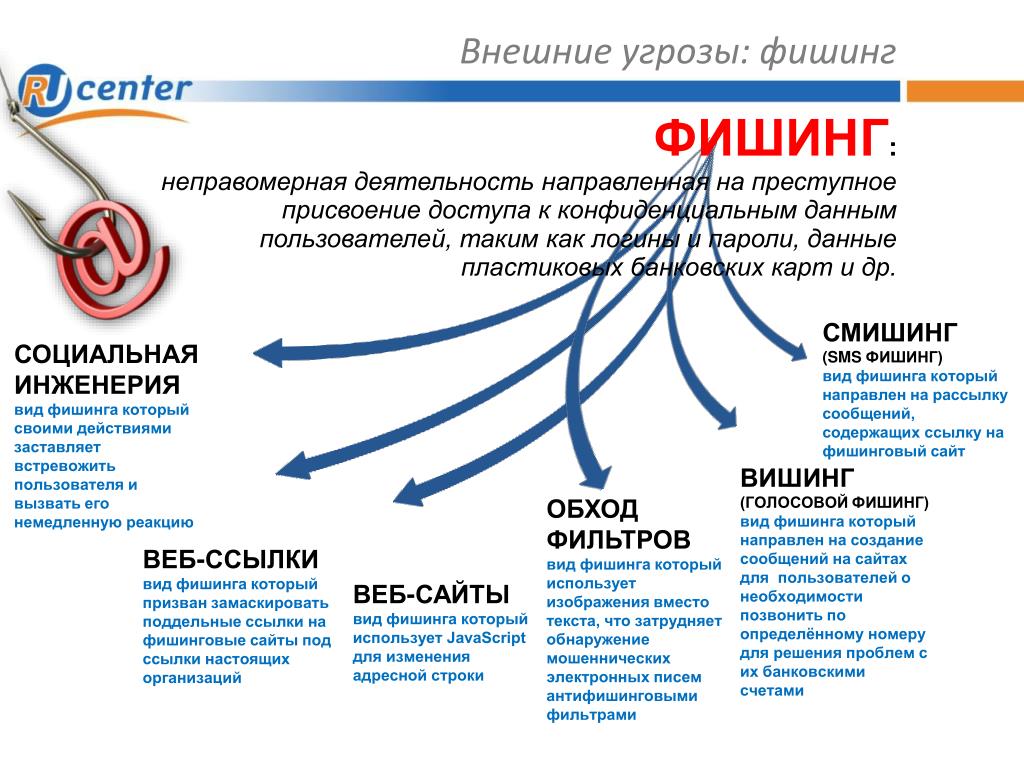 Внешние угрозы: фишинг
RU center
ФИШИНГ:
неправомерная деятельность направленная на преступное
присвоение доступа к конфиденциальным данным
пользователей, таким как логины и пароли, данные
пластиковых банковских карт и др.
СОЦИАЛЬНАЯ
ИНЖЕНЕРИЯ
вид фишинга который
своими действиями
заставляет
встревожить
пользователя и
вызвать его
немедленную реакцию
ВЕБ-ССЫЛКИ
вид фишинга который
призван замаскировать
поддельные ссылки на
фишинговые сайты под
ссылки настоящих
организаций
ВЕБ-САЙТЫ
вид фишинга который
использует JavaScript
для изменения
адресной строки
ОБХОД
ФИЛЬТРОВ
вид фишинга который
использует
изображения вместо
текста, что затрудняет
обнаружение
мошеннических
электронных писем
антифишинговыми
фильтрами
ВИШИНГ
(ГОЛОСОВОЙ ФИШИНГ)
вид фишинга который
направлен на создание
сообщений на сайтах
для  пользователей о
необходимости
позвонить по
определённому номеру
для решения проблем с
их банковскими
счетами
СМИШИНГ
(SMS ФИШИНГ)
вид фишинга который
направлен на рассылку
сообщений,
содержащих ссылку на
фишинговый сайт